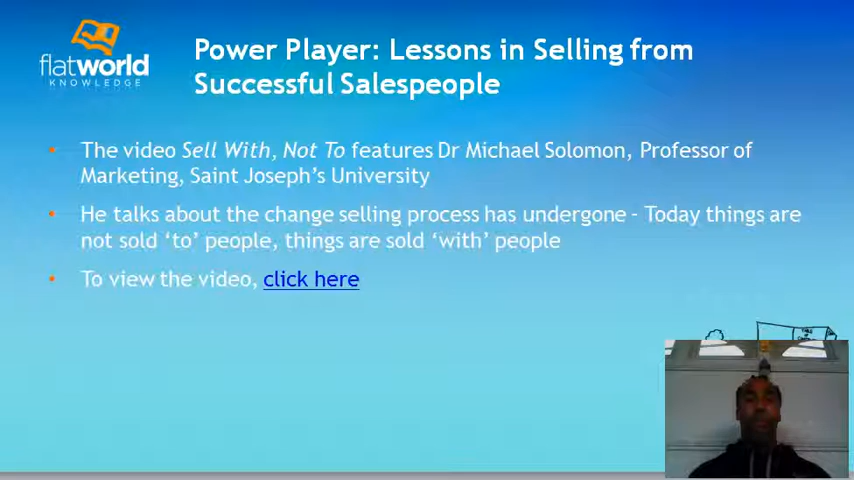 flatworld
KNOWLEDGE
Power Player: Lessons in Selling from
Successful Salespeople
• The video Sell With, Not To features Dr Michael Solomon, Professor of
Marketing, Saint Joseph's University
• He talks about the change selling process has undergone - Today things are
not sold ‘to’ people, things are sold ‘with’ people
• To view the video, click here